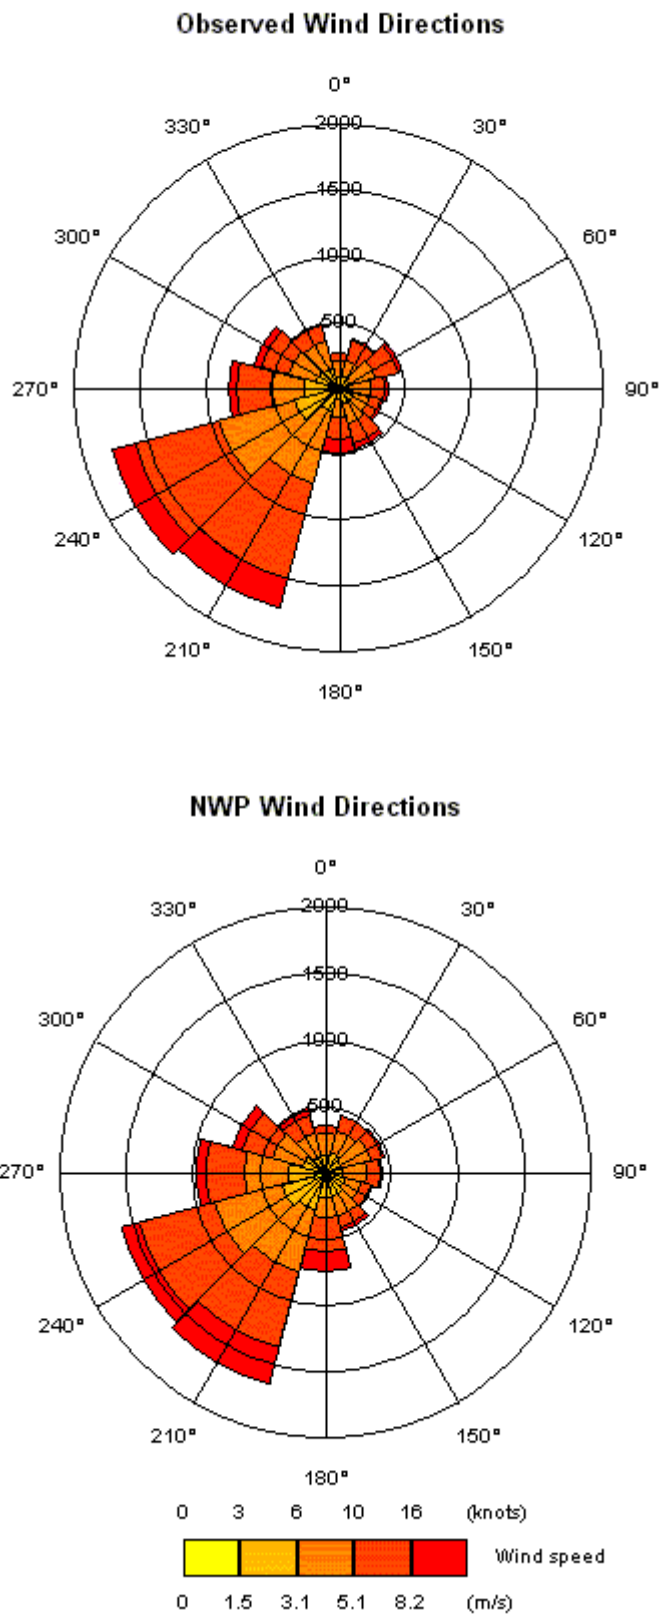 Observed Wind Directions
0°
330° 2000 30°
1500
300° 60°
1000
500
270° 90°
240° 120°
210° 150°
180°
NWP Wind Directions
0°
330° 2000 30°
1500
300° 60°
1000
500
270° 90°
240° 120°
210° 150°
180°
0 3 6 10 16 (knots)
Wind speed
0 1.5 3.1 5.1 8.2 (m/s)